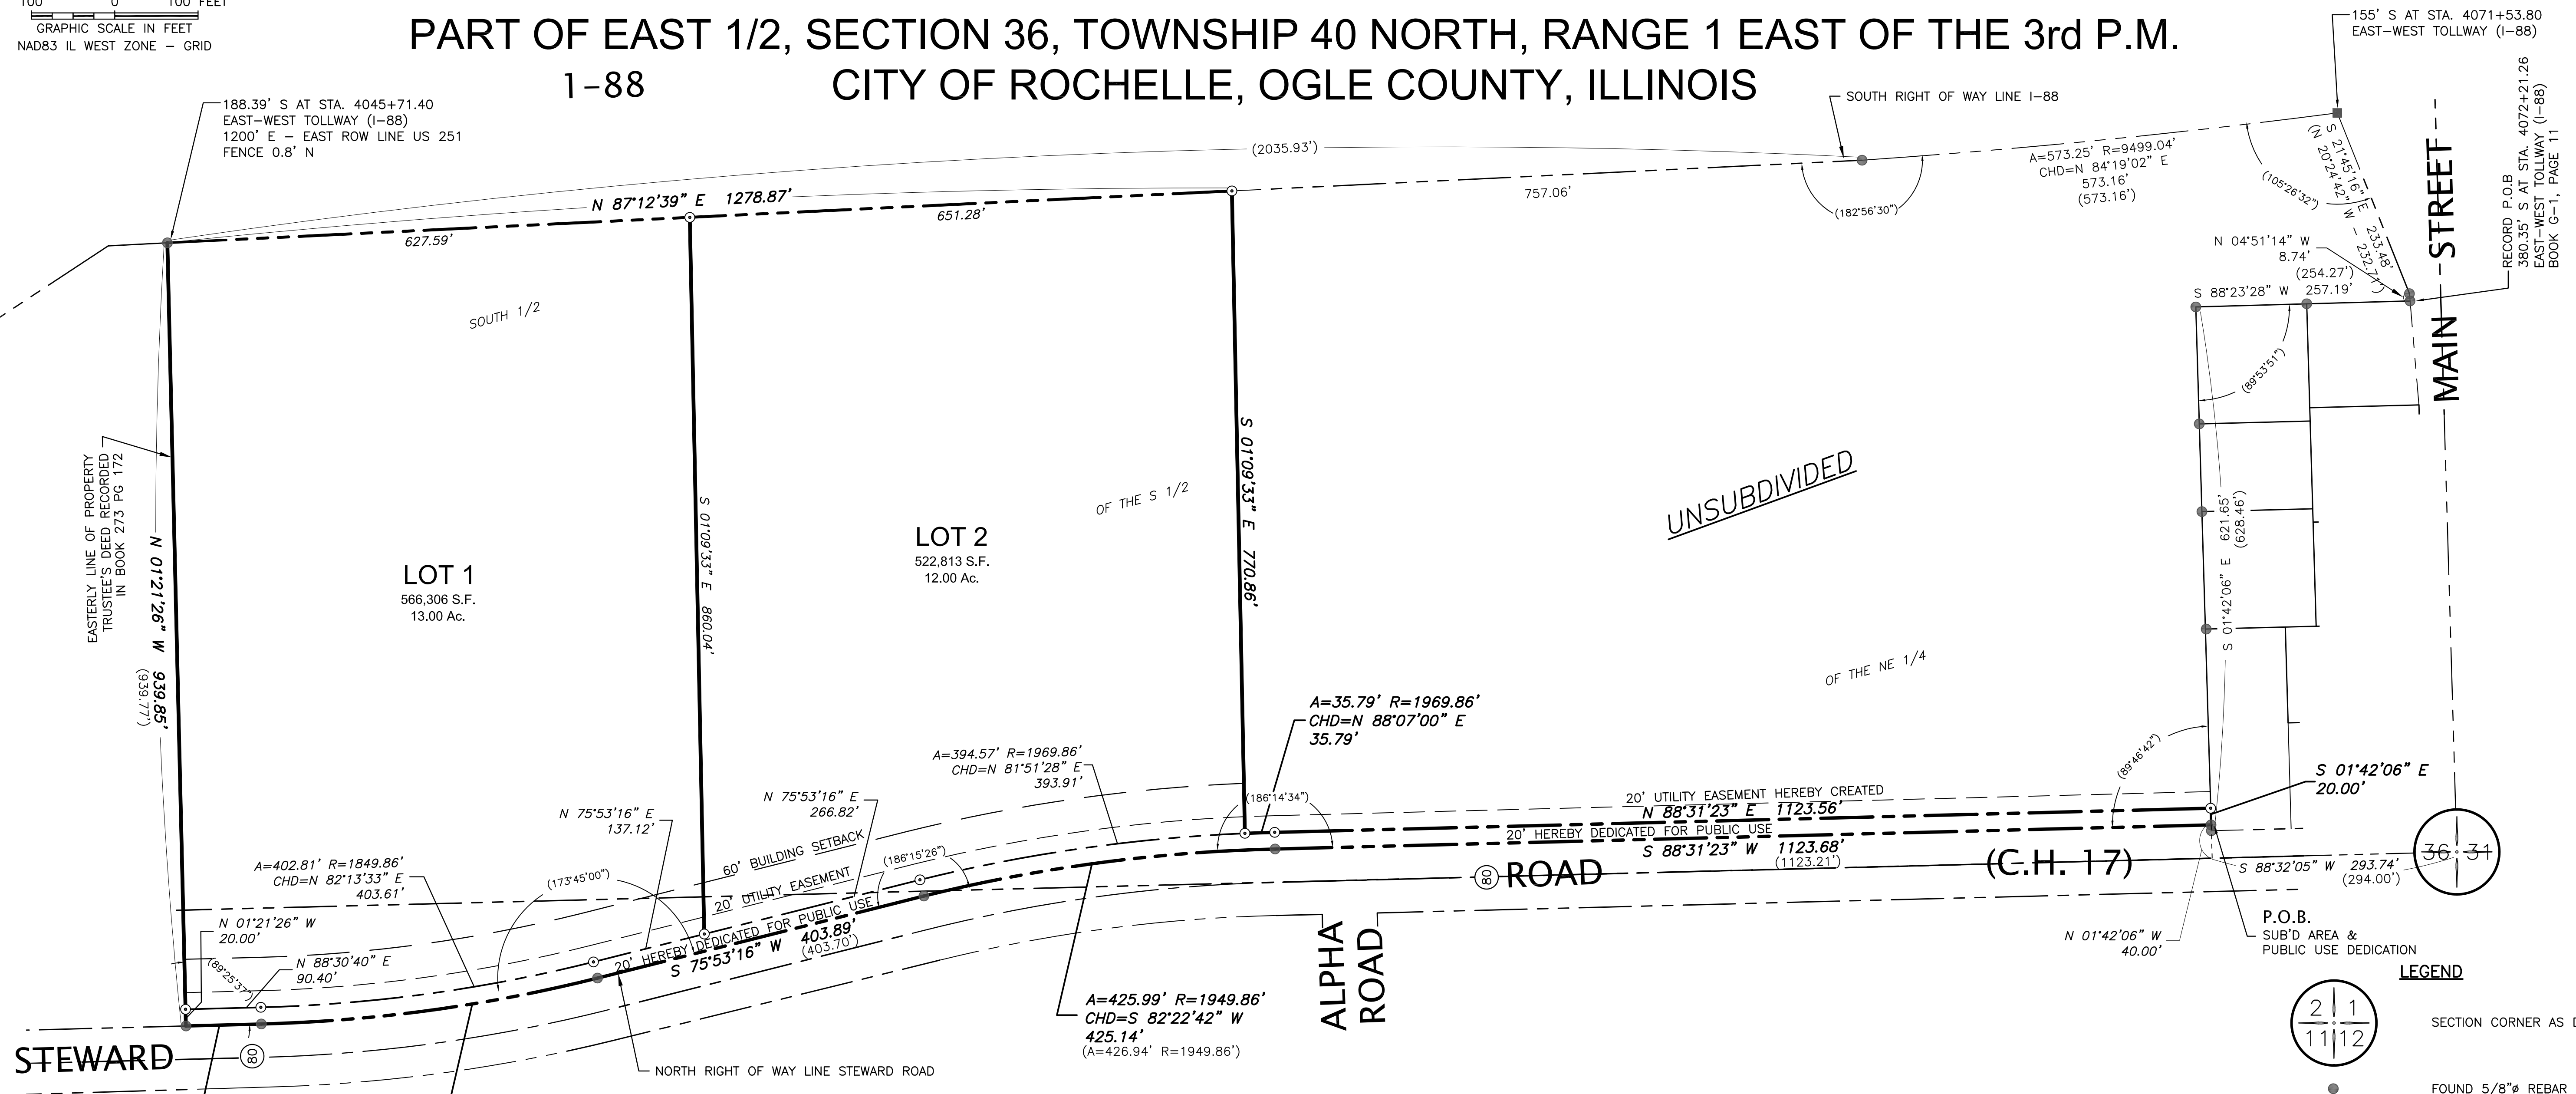 100 0 100 FEET
GRAPHIC SCALE IN FEET
NAD83 IL WEST ZONE – GRID
PART OF EAST 1/2, SECTION 36, TOWNSHIP 40 NORTH, RANGE 1 EAST OF THE 3rd P.M.
CITY OF ROCHELLE, OGLE COUNTY, ILLINOIS
I-88
155' S AT STA. 4071+53.80
EAST-WEST TOLLWAY (I-88)
188.39' S AT STA. 4045+71.40
EAST-WEST TOLLWAY (I-88)
1200' E – EAST ROW LINE US 251
FENCE 0.8' N
SOUTH RIGHT OF WAY LINE I-88
(2035.93')
N 87°12'39" E 1278.87'
627.59'
651.28'
757.06'
(182°56'30")
A=573.25' R=9499.04'
CHD=N 84°19'02" E
573.16'
(573.16')
(105°26'32")
S 21°45'16" E 233.48'
(N 20°24'42" W – 232.71')
MAIN STREET
RECORD P.O.B
380.35' S AT STA. 4072+21.26
EAST-WEST TOLLWAY (I-88)
BOOK G-1, PAGE 11
N 04°51'14" W
8.74'
(254.27')
S 88°23'28" W 257.19'
(89°53'51")
SOUTH 1/2
OF THE S 1/2
OF THE NE 1/4
UNSUBDIVIDED
EASTERLY LINE OF PROPERTY
TRUSTEE'S DEED RECORDED
IN BOOK 273 PG 172
N 01°21'26" W 939.85'
(939.77')
LOT 1
566,306 S.F.
13.00 Ac.
S 01°09'33" E 860.04'
LOT 2
522,813 S.F.
12.00 Ac.
S 01°09'33" E 770.86'
S 01°42'06" E 621.65'
(628.46')
A=35.79' R=1969.86'
CHD=N 88°07'00" E
35.79'
A=394.57' R=1969.86'
CHD=N 81°51'28" E
393.91'
N 75°53'16" E
266.82'
N 75°53'16" E
137.12'
A=402.81' R=1849.86'
CHD=N 82°13'33" E
403.61'
(173°45'00")
(186°15'26")
(186°14'34")
(89°46'42")
60' BUILDING SETBACK
20' UTILITY EASEMENT
20' HEREBY DEDICATED FOR PUBLIC USE
S 75°53'16" W 403.89'
(403.70')
20' UTILITY EASEMENT HEREBY CREATED
N 88°31'23" E 1123.56'
20' HEREBY DEDICATED FOR PUBLIC USE
S 88°31'23" W 1123.68'
(1123.21')
S 01°42'06" E
20.00'
36 31
S 88°32'05" W 293.74'
(294.00')
80 ROAD (C.H. 17)
N 01°21'26" W
20.00'
N 88°30'40" E
90.40'
(89°25'37")
STEWARD
80
NORTH RIGHT OF WAY LINE STEWARD ROAD
A=425.99' R=1949.86'
CHD=S 82°22'42" W
425.14'
(A=426.94' R=1949.86')
ALPHA
ROAD
N 01°42'06" W
40.00'
P.O.B.
SUB'D AREA &
PUBLIC USE DEDICATION
LEGEND
2 1
11 12
SECTION CORNER AS
FOUND 5/8"ø REBAR